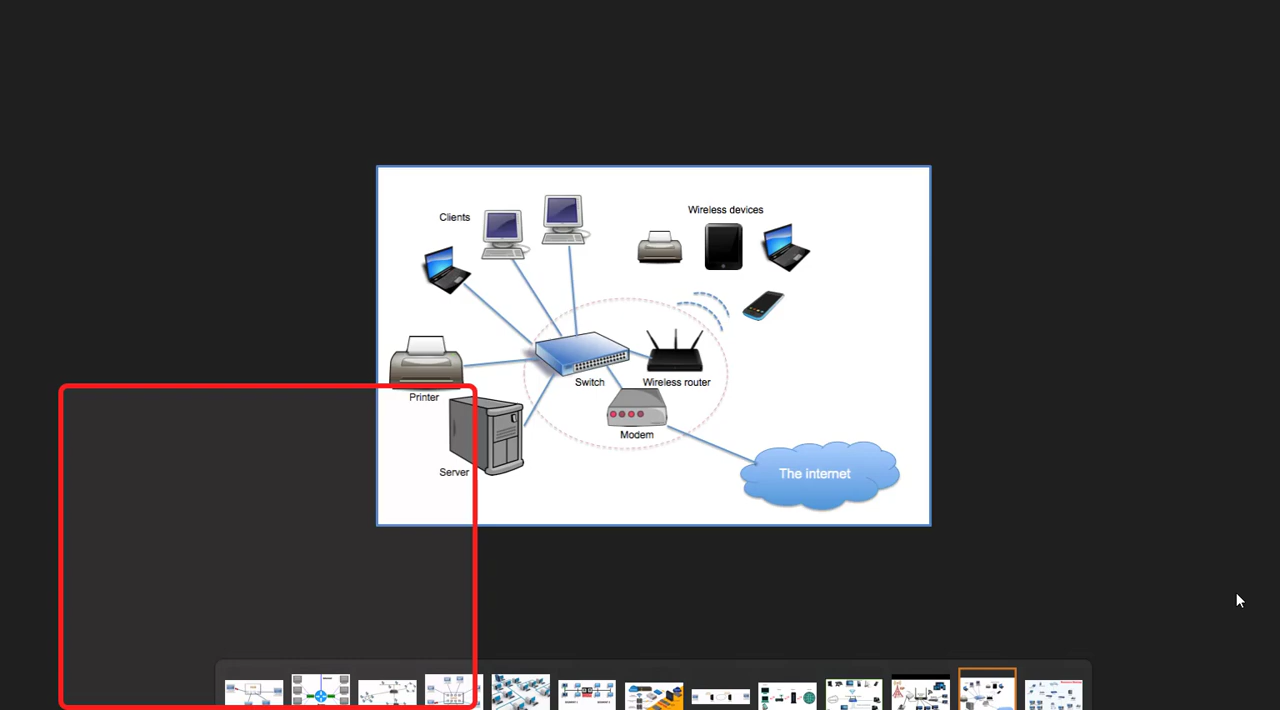 Clients
Wireless devices
Switch
Wireless router
Printer
Modem
Server
The internet